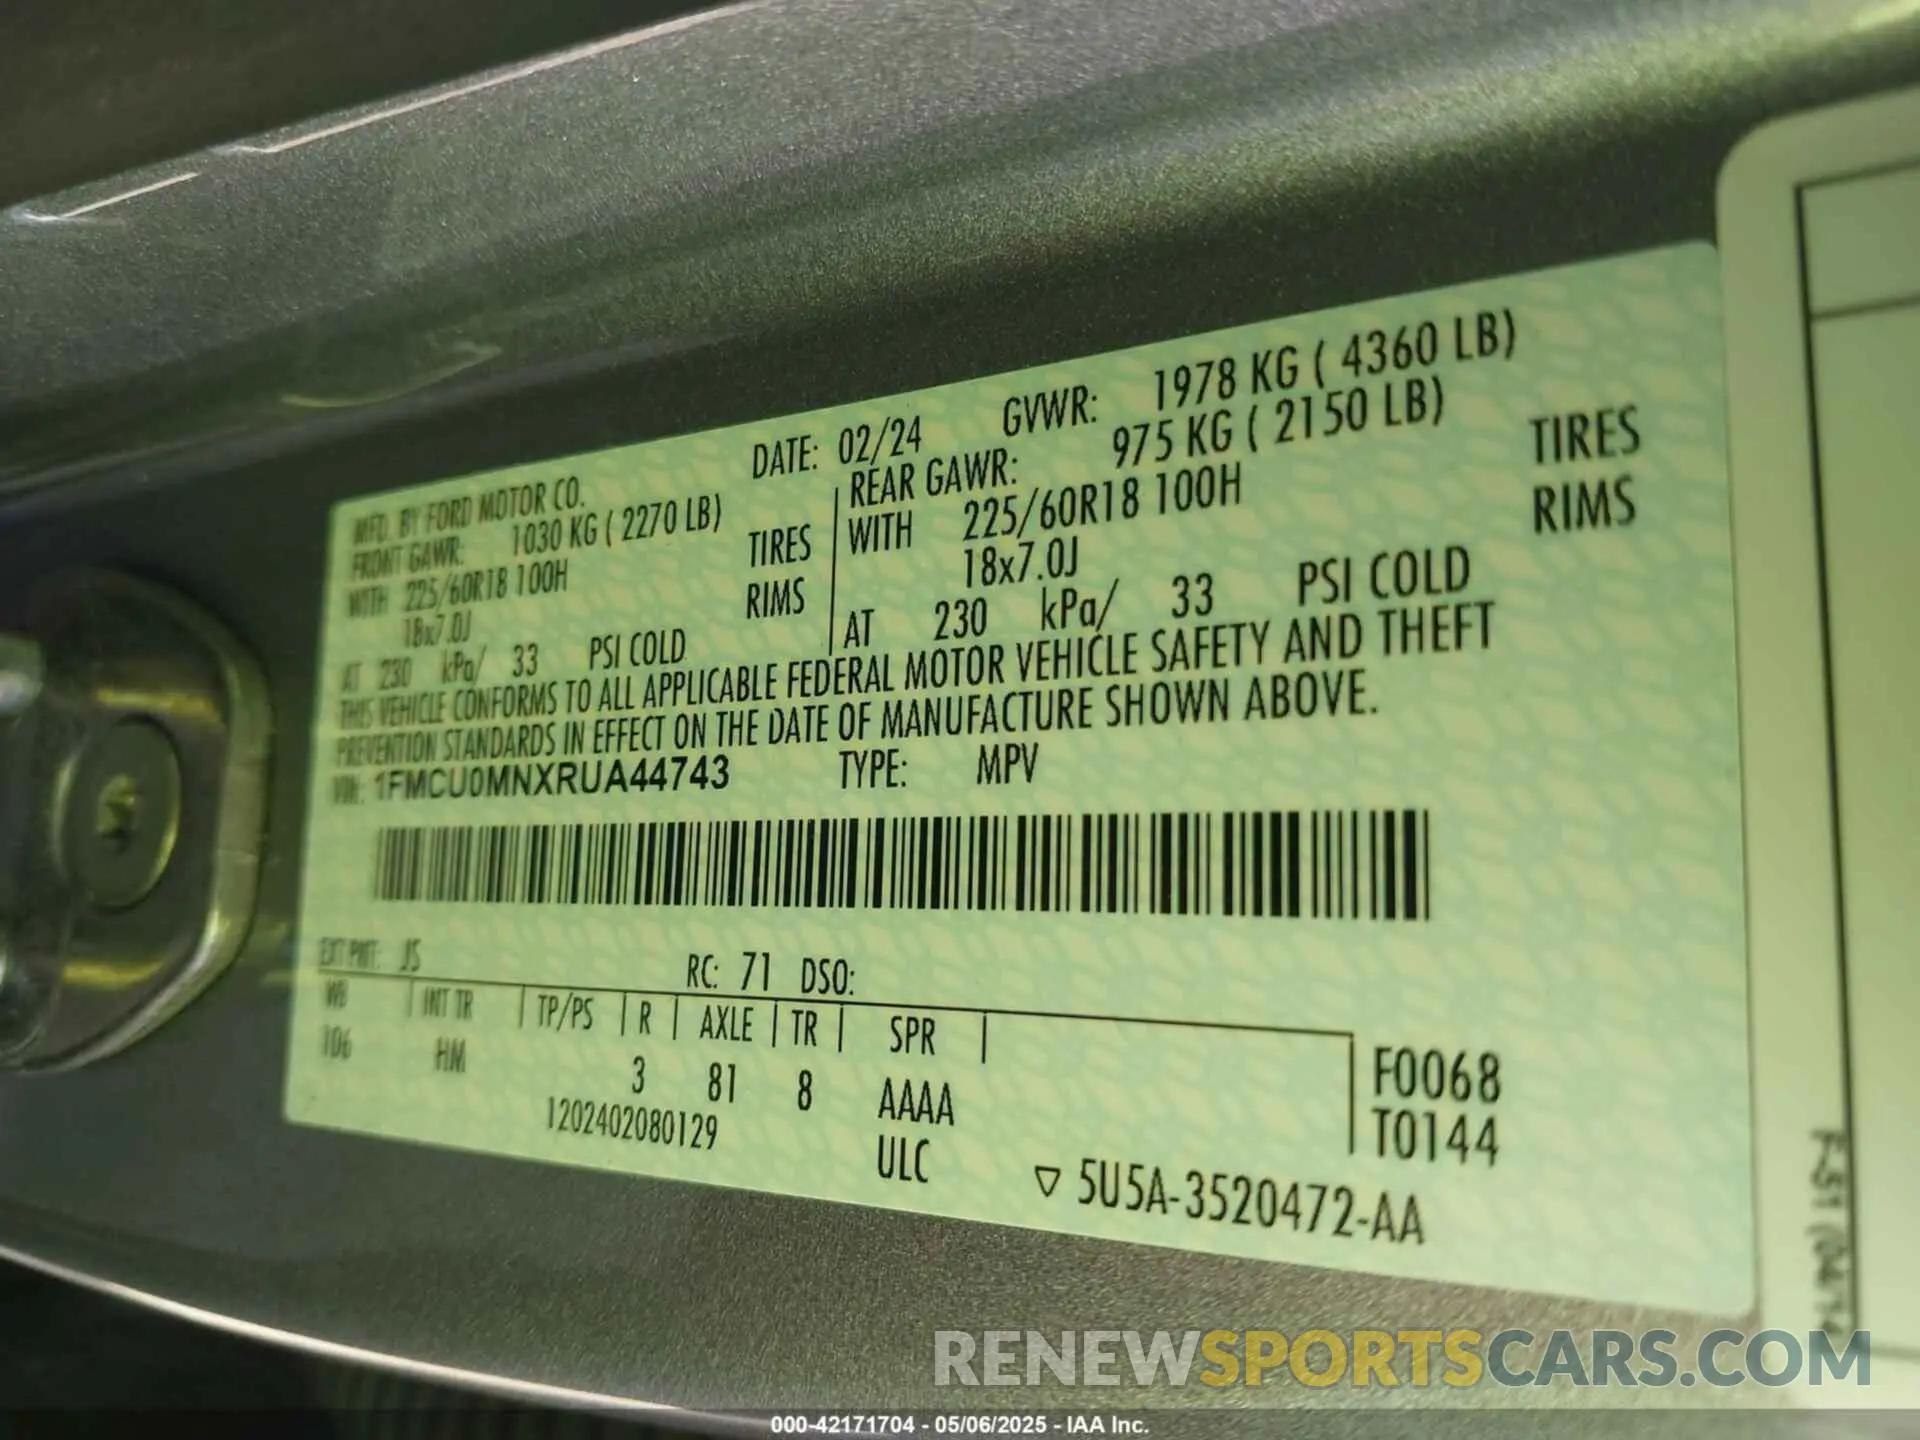 MFD. BY FORD MOTOR CO.
DATE: 02/24
GVWR: 1978 KG ( 4360 LB)
FRONT GAWR: 1030 KG ( 2270 LB)
WITH 225/60R18 100H TIRES
18x7.0J RIMS
AT 230 kPa/ 33 PSI COLD
REAR GAWR: 975 KG ( 2150 LB)
WITH 225/60R18 100H TIRES
18x7.0J RIMS
AT 230 kPa/ 33 PSI COLD
THIS VEHICLE CONFORMS TO ALL APPLICABLE FEDERAL MOTOR VEHICLE SAFETY AND THEFT
PREVENTION STANDARDS IN EFFECT ON THE DATE OF MANUFACTURE SHOWN ABOVE.
VIN: 1FMCU0MNXRUA44743 TYPE: MPV
EXT PNT: JS RC: 71 DSO:
WB INT TR TP/PS R AXLE TR SPR
106 HM 3 81 8 AAAA
F0068
T0144
1202402080129 ULC
▽ 5U5A-3520472-AA
RENEWSPORTSCARS.COM
000-42171704 - 05/06/2025 - IAA Inc.